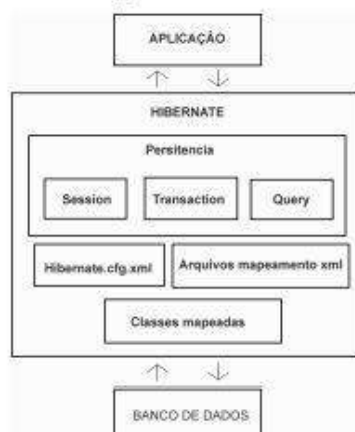 APLICAÇÃO
HIBERNATE
Persitencia
Session
Transaction
Query
Hibernate.cfg.xml
Arquivos mapeamento xml
Classes mapeadas
BANCO DE DADOS